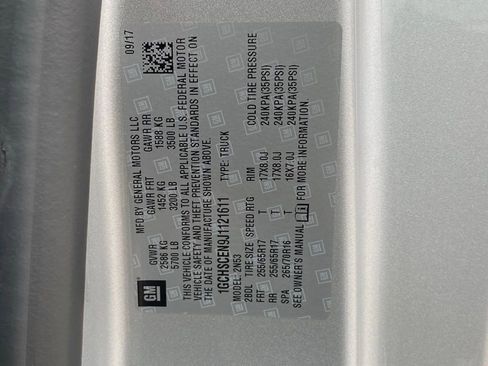 GM
MFD BY GENERAL MOTORS LLC
09/17
GVWR GAWR FRT GAWR RR
2586 KG 1452 KG 1588 KG
5700 LB 3200 LB 3500 LB
THIS VEHICLE CONFORMS TO ALL APPLICABLE U.S. FEDERAL MOTOR
VEHICLE SAFETY AND THEFT PREVENTION STANDARDS IN EFFECT ON
THE DATE OF MANUFACTURE SHOWN ABOVE.
1GCHSCEN9J1121611 TYPE: TRUCK
MODEL: 2N53
28DL TIRE SIZE SPEED RTG RIM COLD TIRE PRESSURE
FRT 255/65R17 T 17X8.0J 240KPA(35PSI)
RR 255/65R17 T 17X8.0J 240KPA(35PSI)
SPA 265/70R16 T 16X7.0J 240KPA(35PSI)
SEE OWNER'S MANUAL FOR MORE INFORMATION.